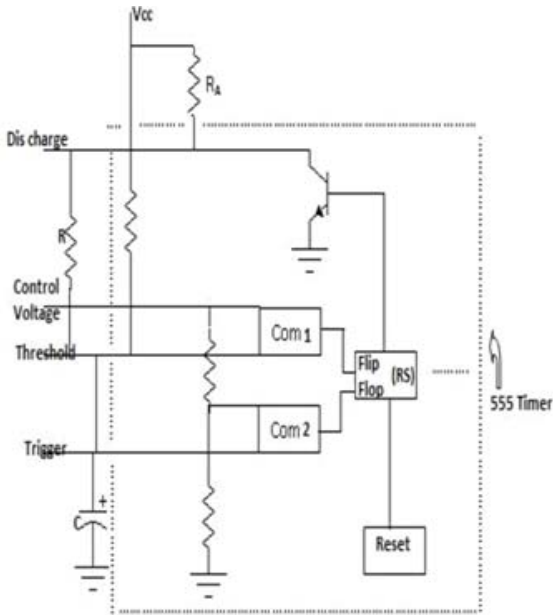 Vcc
RA
Dis charge
R
Control
Voltage
Com 1
Threshold
Flip
Flop
(RS)
555 Timer
Com 2
Trigger
+
C
Reset